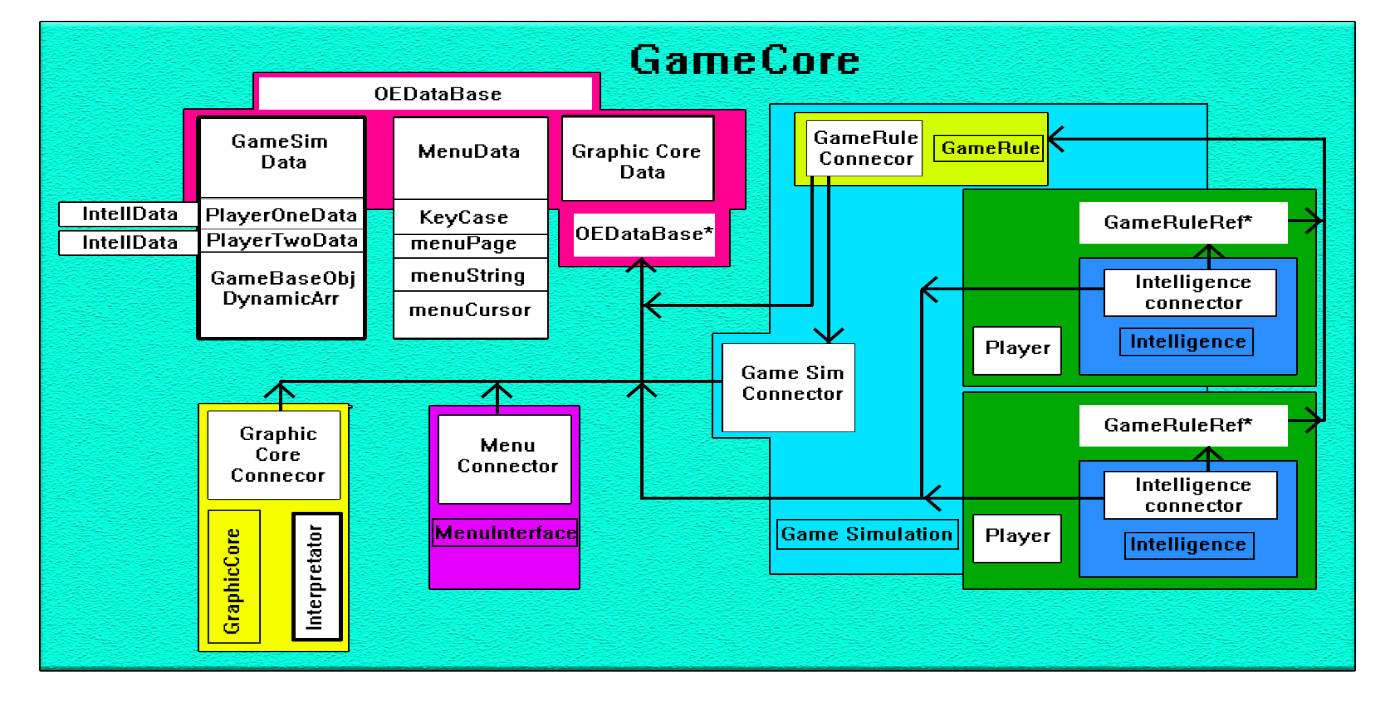 GameCore
OEDataBase
GameSim
Data
MenuData
Graphic Core
Data
IntellData
IntellData
PlayerOneData
PlayerTwoData
GameBaseObj
DynamicArr
KeyCase
menuPage
menuString
menuCursor
OEDataBase*
GameRule
Connecor
GameRule
GameRuleRef*
Intelligence
connector
Intelligence
Player
Game Sim
Connector
GameRuleRef*
Intelligence
connector
Intelligence
Player
Game Simulation
Graphic
Core
Connecor
GraphicCore
Interpretator
Menu
Connector
MenuInterface